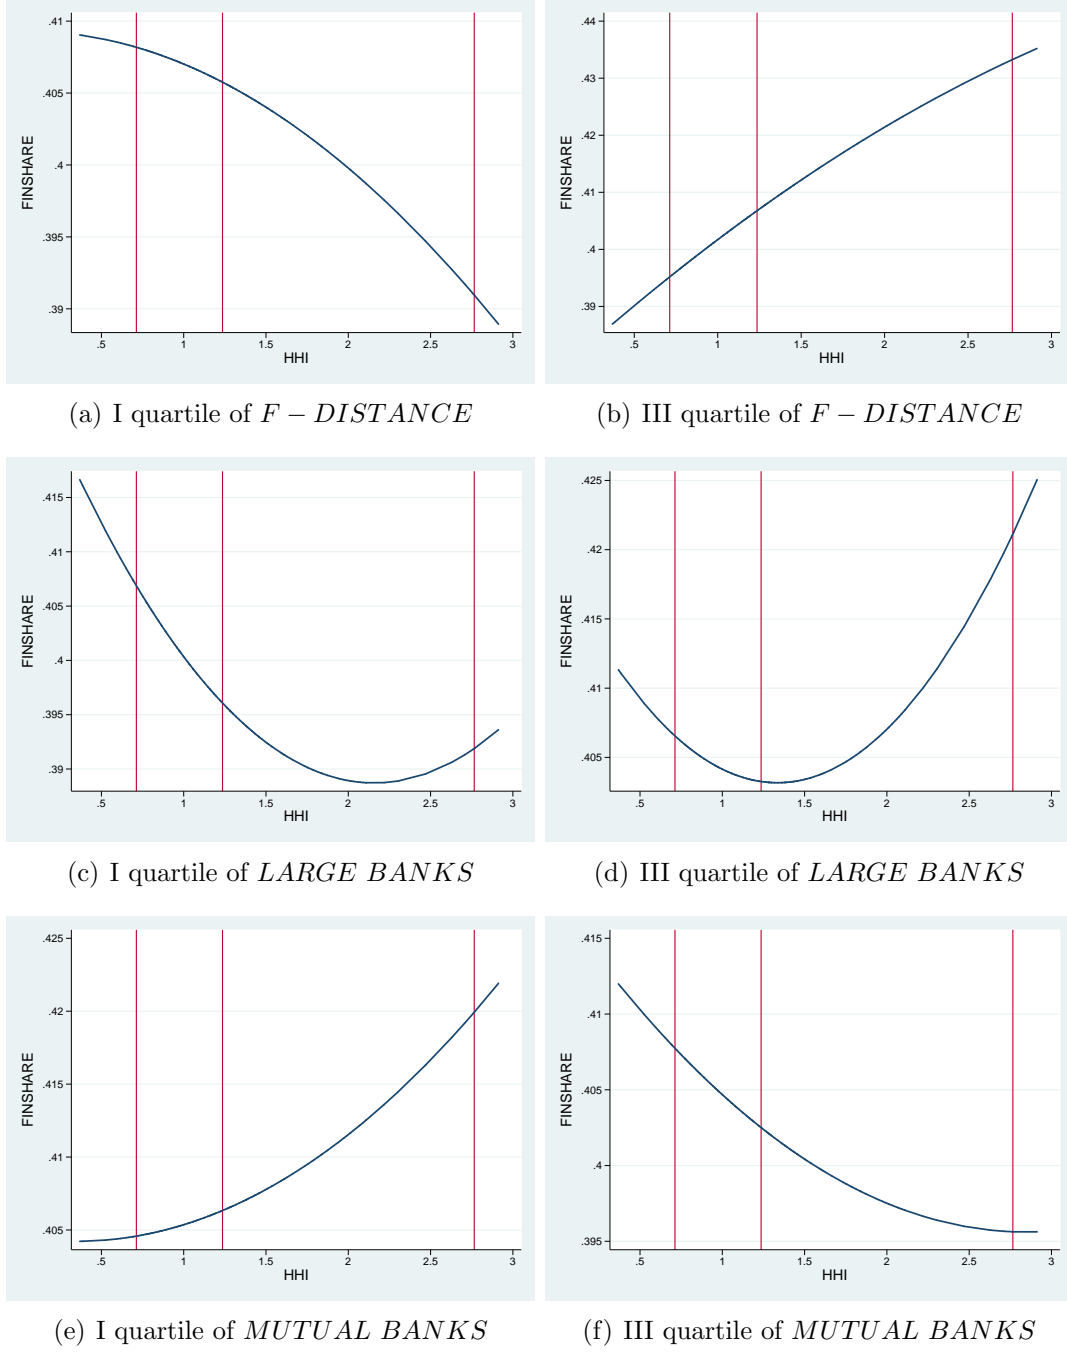 .41
.405
.4
.395
.39
FINSHARE
.5 1 1.5 2 2.5 3
HHI
(a) I quartile of F − DISTANCE
.44
.43
.42
.41
.4
.39
FINSHARE
.5 1 1.5 2 2.5 3
HHI
(b) III quartile of F − DISTANCE
.415
.41
.405
.4
.395
.39
FINSHARE
.5 1 1.5 2 2.5 3
HHI
(c) I quartile of LARGE BANKS
.425
.42
.415
.41
.405
FINSHARE
.5 1 1.5 2 2.5 3
HHI
(d) III quartile of LARGE BANKS
.425
.42
.415
.41
.405
FINSHARE
.5 1 1.5 2 2.5 3
HHI
(e) I quartile of MUTUAL BANKS
.415
.41
.405
.4
.395
FINSHARE
.5 1 1.5 2 2.5 3
HHI
(f) III quartile of MUTUAL BANKS